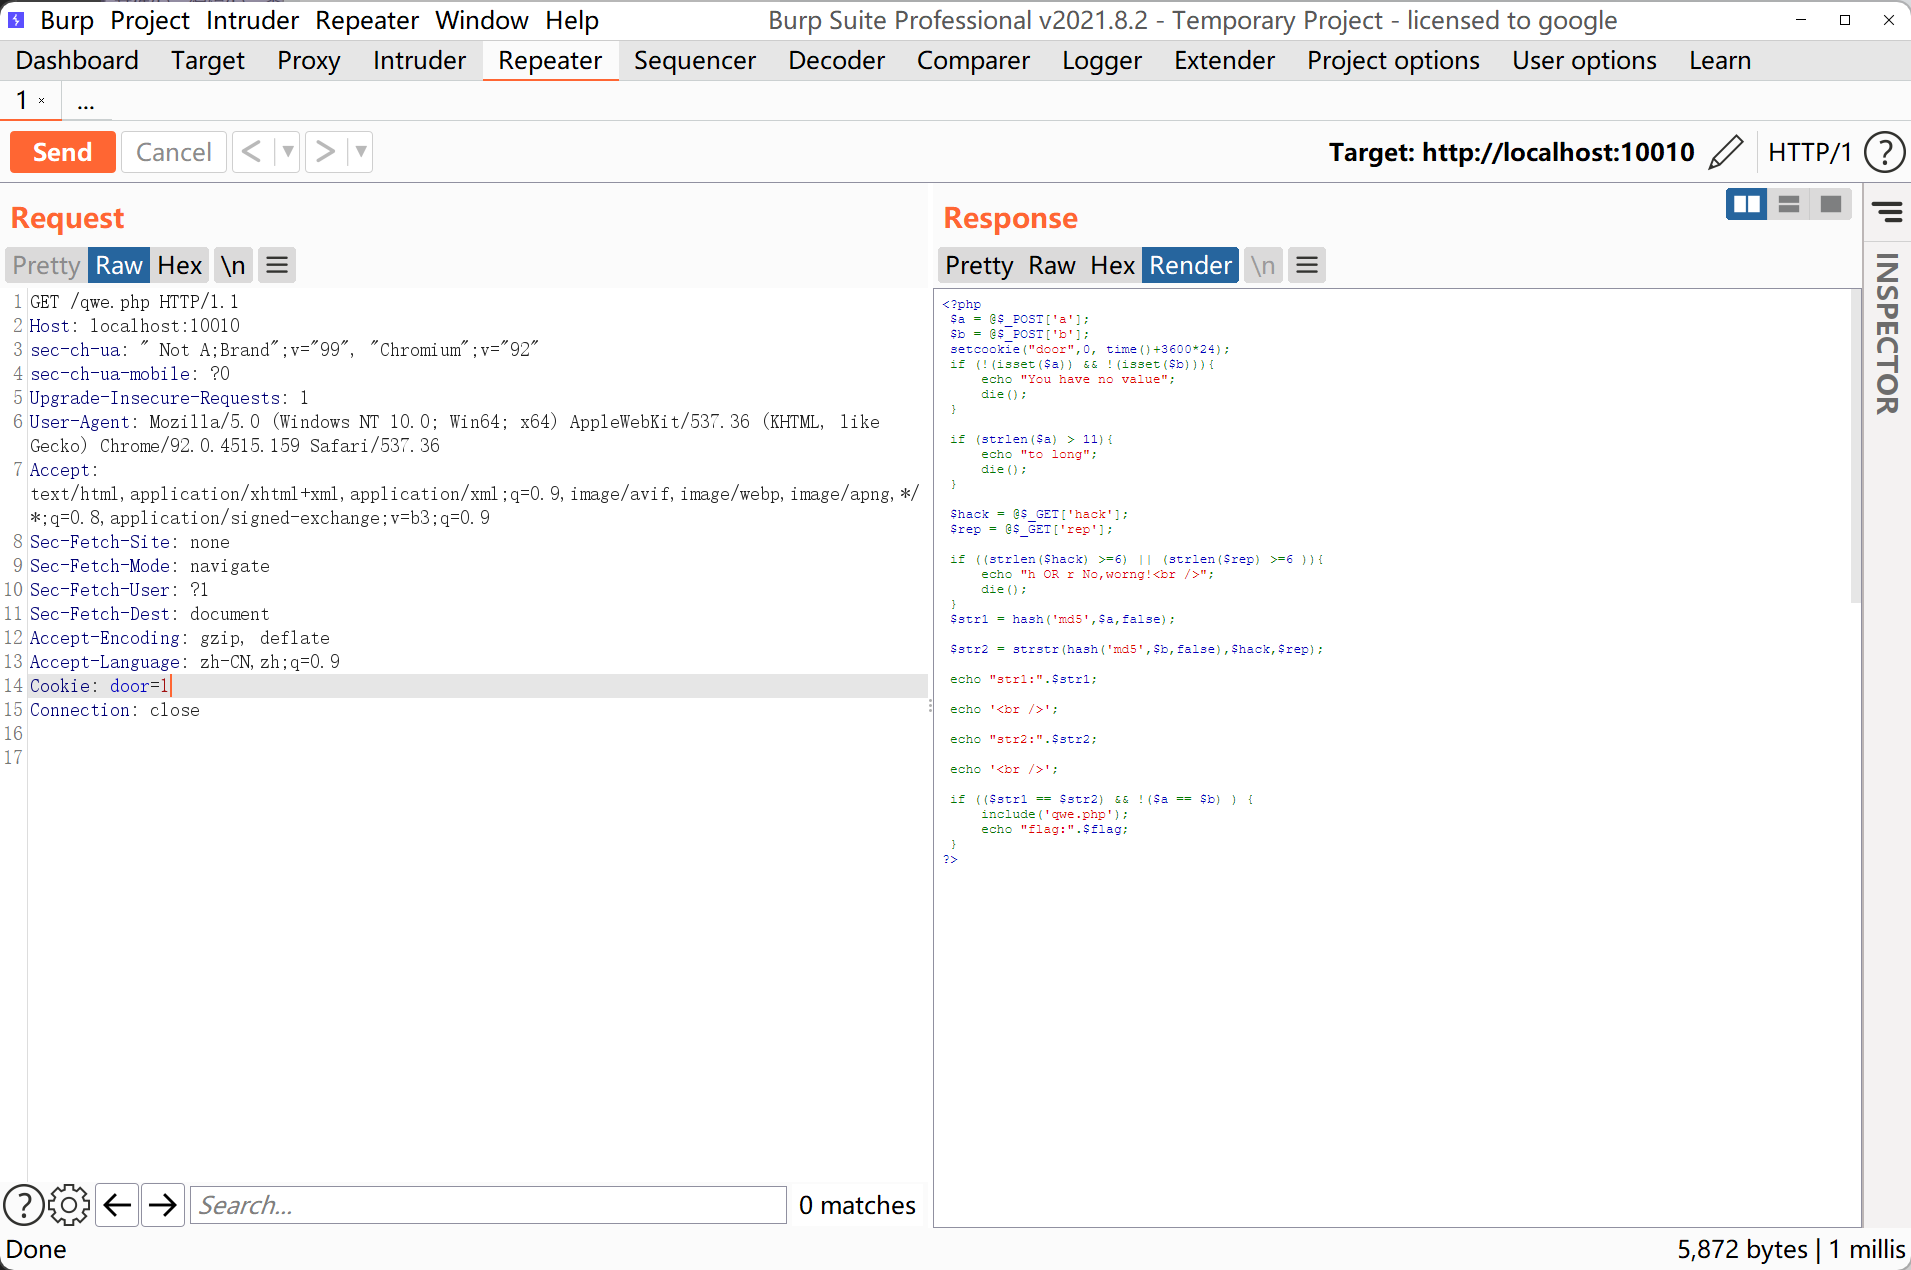 Burp Project Intruder Repeater Window Help Burp Suite Professional v2021.8.2 - Temporary Project - licensed to google
Dashboard Target Proxy Intruder Repeater Sequencer Decoder Comparer Logger Extender Project options User options Learn
1 × ...
Send Cancel < > Target: http://localhost:10010 HTTP/1 ?
Request
Pretty Raw Hex \n
1 GET /qwe.php HTTP/1.1
2 Host: localhost:10010
3 sec-ch-ua: " Not A;Brand";v="99", "Chromium";v="92"
4 sec-ch-ua-mobile: ?0
5 Upgrade-Insecure-Requests: 1
6 User-Agent: Mozilla/5.0 (Windows NT 10.0; Win64; x64) AppleWebKit/537.36 (KHTML, like
Gecko) Chrome/92.0.4515.159 Safari/537.36
7 Accept:
text/html,application/xhtml+xml,application/xml;q=0.9,image/avif,image/webp,image/apng,*/
*;q=0.8,application/signed-exchange;v=b3;q=0.9
8 Sec-Fetch-Site: none
9 Sec-Fetch-Mode: navigate
10 Sec-Fetch-User: ?1
11 Sec-Fetch-Dest: document
12 Accept-Encoding: gzip, deflate
13 Accept-Language: zh-CN,zh;q=0.9
14 Cookie: door=1
15 Connection: close
16
17
? Search... 0 matches
Response
Pretty Raw Hex Render \n
<?php
$a = @$_POST['a'];
$b = @$_POST['b'];
setcookie("door",0, time()+3600*24);
if (!(isset($a)) && !(isset($b))){
echo "You have no value";
die();
}
if (strlen($a) > 11){
echo "to long";
die();
}
$hack = @$_GET['hack'];
$rep = @$_GET['rep'];
if ((strlen($hack) >=6) || (strlen($rep) >=6 )){
echo "h OR r No,worng!<br />";
die();
}
$str1 = hash('md5',$a,false);
$str2 = strstr(hash('md5',$b,false),$hack,$rep);
echo "str1:".$str1;
echo '<br />';
echo "str2:".$str2;
echo '<br />';
if (($str1 == $str2) && !($a == $b) ) {
include('qwe.php');
echo "flag:".$flag;
}
?>
INSPECTOR
Done 5,872 bytes | 1 millis